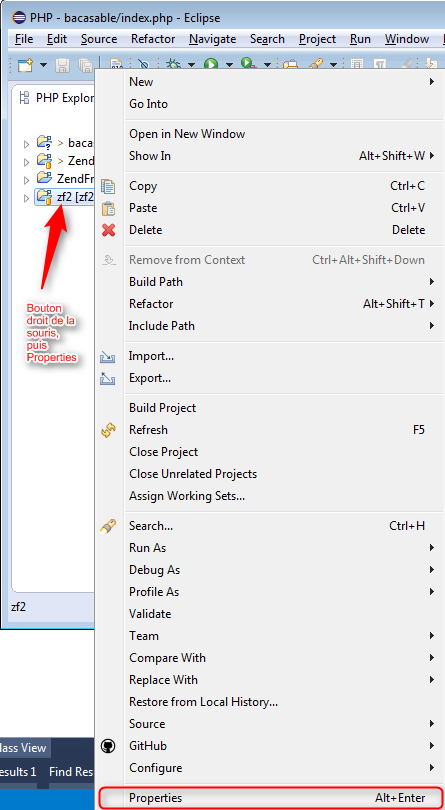 PHP - bacasable/index.php - Eclipse
File Edit Source Refactor Navigate Search Project Run Window
PHP Explor
> bacas
> Zend
ZendFr
zf2 [zf2
Bouton
droit de la
souris,
puis
Properties
New
Go Into
Open in New Window
Show In Alt+Shift+W
Copy Ctrl+C
Paste Ctrl+V
Delete Delete
Remove from Context Ctrl+Alt+Shift+Down
Build Path
Refactor Alt+Shift+T
Include Path
Import...
Export...
Build Project
Refresh F5
Close Project
Close Unrelated Projects
Assign Working Sets...
Search... Ctrl+H
Run As
Debug As
Profile As
Validate
Team
Compare With
Replace With
Restore from Local History...
Source
GitHub
Configure
Properties Alt+Enter
zf2
lass View
esults 1 Find Res